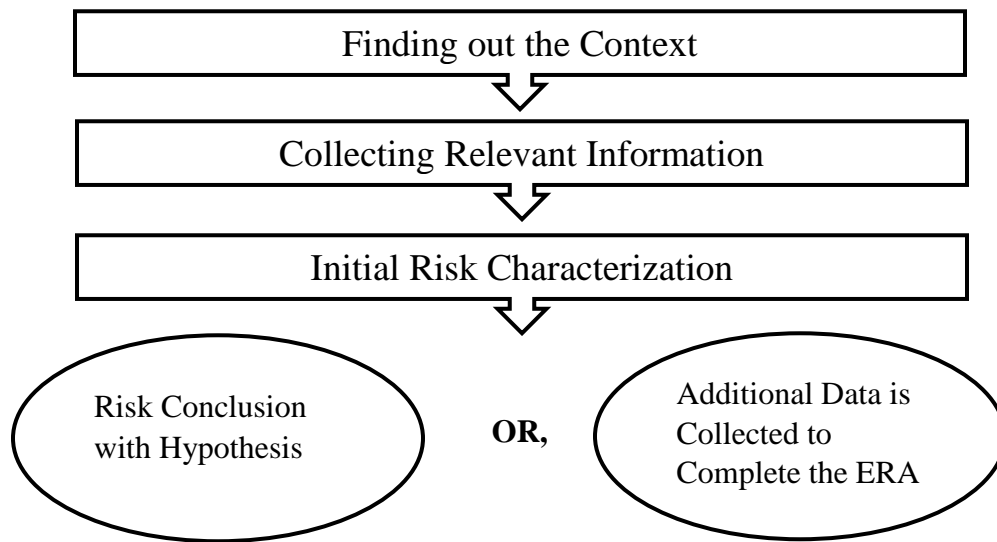 Finding out the Context
Collecting Relevant Information
Initial Risk Characterization
Risk Conclusion
with Hypothesis
OR,
Additional Data is
Collected to
Complete the ERA